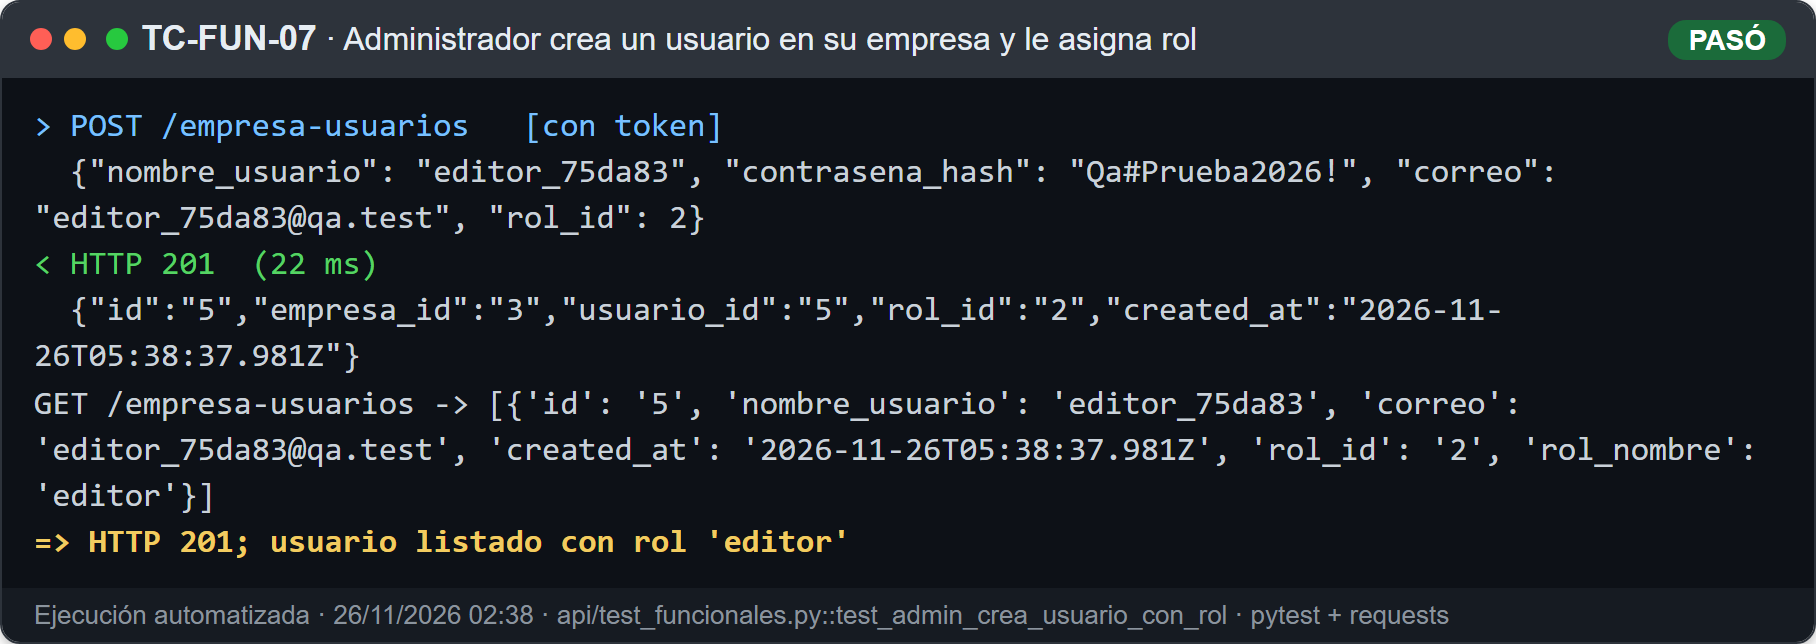 TC-FUN-07 · Administrador crea un usuario en su empresa y le asigna rol PASÓ
> POST /empresa-usuarios [con token]
{"nombre_usuario": "editor_75da83", "contrasena_hash": "Qa#Prueba2026!", "correo":
"editor_75da83@qa.test", "rol_id": 2}
< HTTP 201 (22 ms)
{"id":"5","empresa_id":"3","usuario_id":"5","rol_id":"2","created_at":"2026-11-
26T05:38:37.981Z"}
GET /empresa-usuarios -> [{'id': '5', 'nombre_usuario': 'editor_75da83', 'correo':
'editor_75da83@qa.test', 'created_at': '2026-11-26T05:38:37.981Z', 'rol_id': '2', 'rol_nombre':
'editor'}]
=> HTTP 201; usuario listado con rol 'editor'
Ejecución automatizada · 26/11/2026 02:38 · api/test_funcionales.py::test_admin_crea_usuario_con_rol · pytest + requests